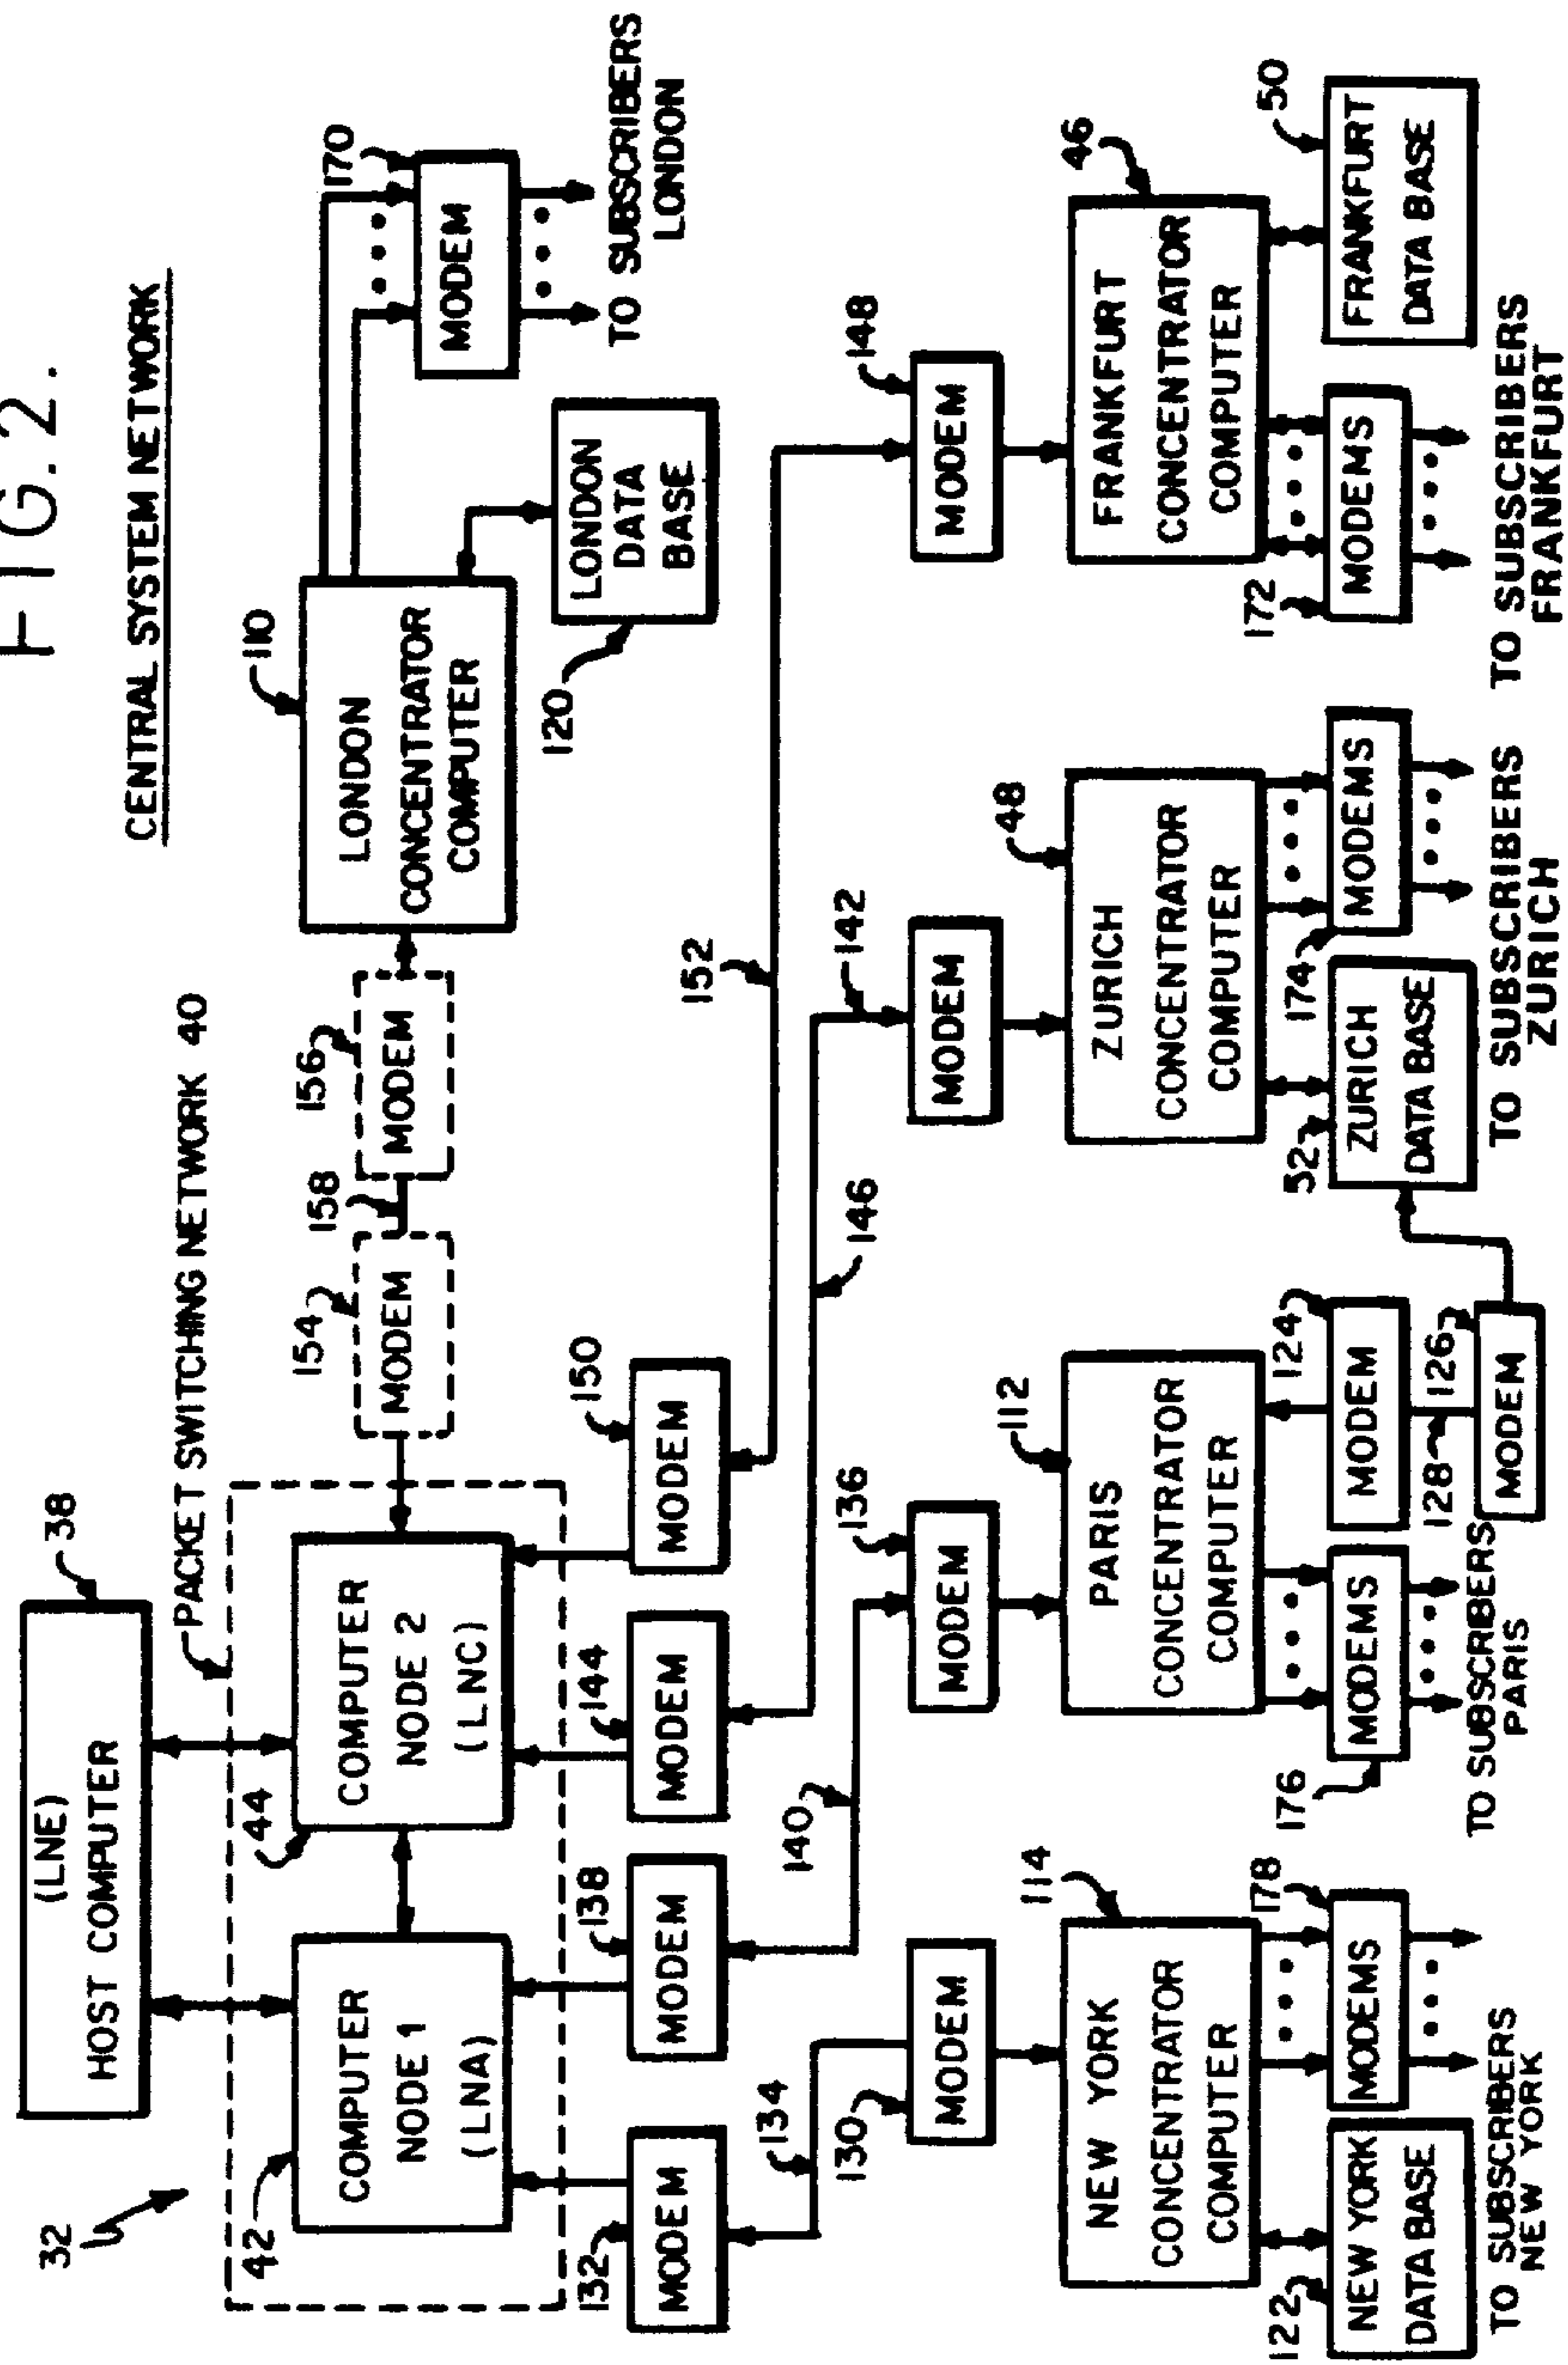 FIG. 2.
CENTRAL SYSTEM NETWORK
32
(LNE)
HOST COMPUTER
38
PACKET SWITCHING NETWORK 40
42
COMPUTER
NODE 1
(LNA)
44
COMPUTER
NODE 2
(LNC)
154
MODEM
158
156
MODEM
110
LONDON
CONCENTRATOR
COMPUTER
170
MODEM
TO SUBSCRIBERS
LONDON
120
LONDON
DATA
BASE
132
MODEM
138
MODEM
144
MODEM
150
MODEM
134
140
146
152
130
MODEM
136
MODEM
142
MODEM
148
MODEM
114
NEW YORK
CONCENTRATOR
COMPUTER
112
PARIS
CONCENTRATOR
COMPUTER
48
ZURICH
CONCENTRATOR
COMPUTER
46
FRANKFURT
CONCENTRATOR
COMPUTER
122
NEW YORK
DATA BASE
178
MODEMS
TO SUBSCRIBERS
NEW YORK
176
MODEMS
TO SUBSCRIBERS
PARIS
124
MODEM
128
126
MODEM
52
ZURICH
DATA BASE
174
MODEMS
TO SUBSCRIBERS
ZURICH
172
MODEMS
TO SUBSCRIBERS
FRANKFURT
50
FRANKFURT
DATA BASE